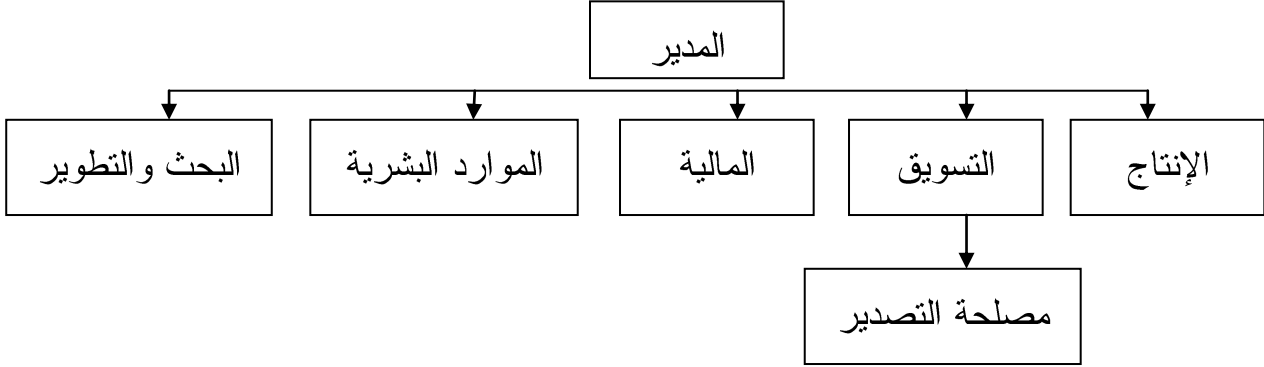 المدير
الإنتاج
التسويق
المالية
الموارد البشرية
البحث والتطوير
مصلحة التصدير